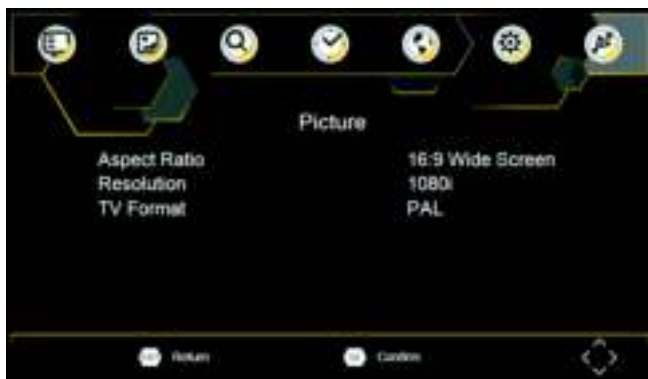 Picture
Aspect Ratio 16:9 Wide Screen
Resolution 1080i
TV Format PAL
Return Confirm